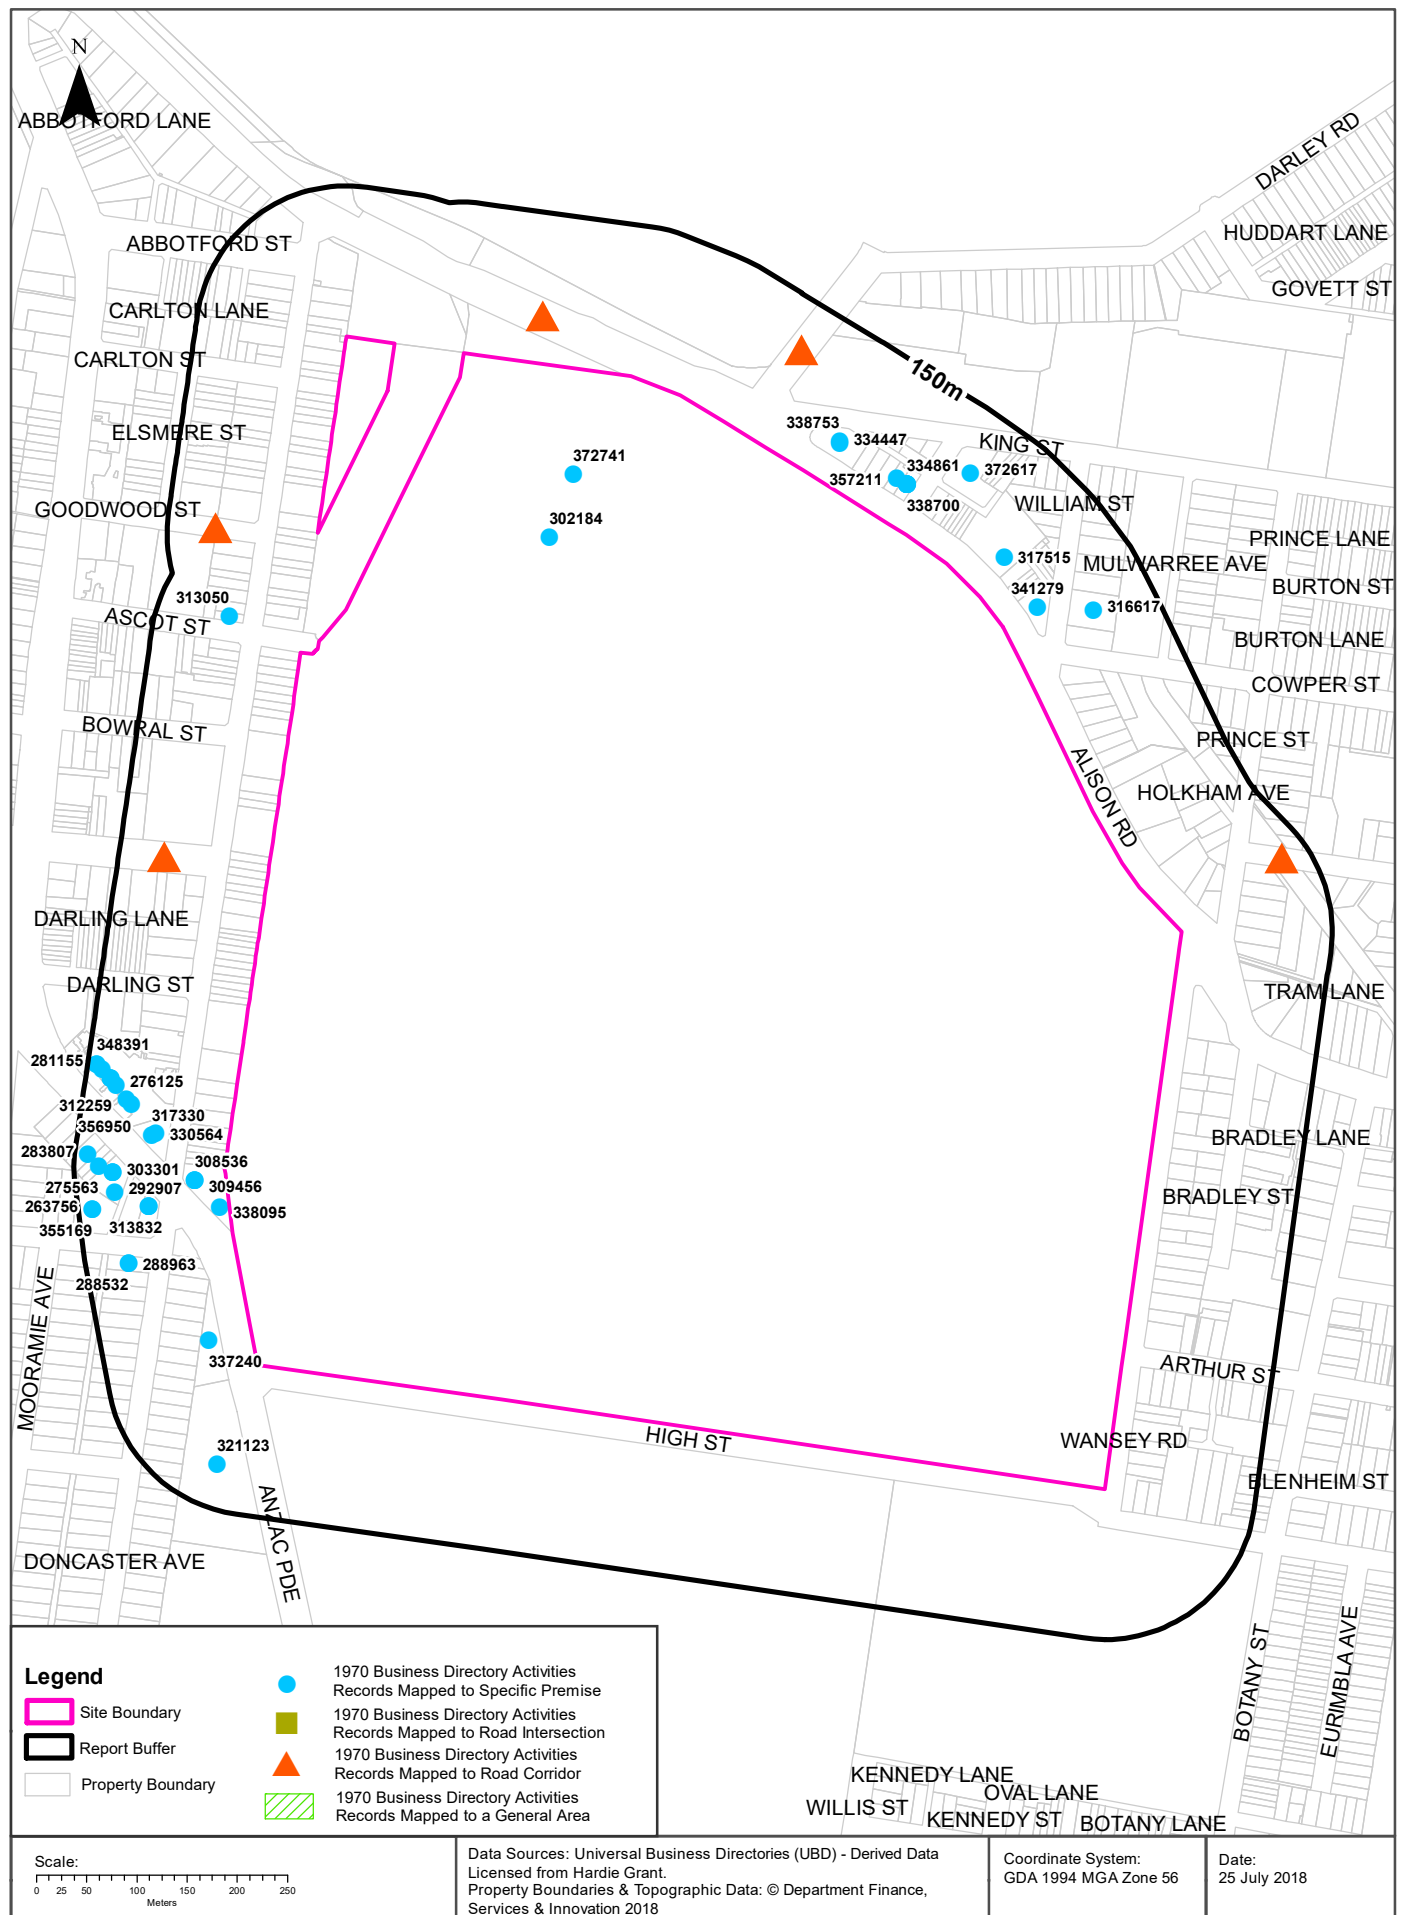 N
ABBOTFORD LANE
DARLEY RD
HUDDART LANE
ABBOTFORD ST
GOVETT ST
CARLTON LANE
CARLTON ST
150m
ELSMERE ST
338753
334447
KING ST
372741
334861
357211
372617
338700
WILLIAM ST
GOODWOOD ST
302184
PRINCE LANE
317515
MULWARREE AVE
BURTON ST
313050
341279
316617
ASCOT ST
BURTON LANE
COWPER ST
BOWRAL ST
PRINCE ST
ALISON RD
HOLKHAM AVE
DARLING LANE
DARLING ST
TRAM LANE
348391
281155
276125
312259
317330
356950
330564
283807
BRADLEY LANE
308536
303301
275563
292907
309456
BRADLEY ST
263756
355169
313832
338095
288963
288532
MOORAMIE AVE
337240
ARTHUR ST
HIGH ST
WANSEY RD
321123
BLENHEIM ST
ANZAC PDE
DONCASTER AVE
BOTANY ST
EURIMBLA AVE
KENNEDY LANE
OVAL LANE
WILLIS ST
KENNEDY ST
BOTANY LANE
Legend
Site Boundary
Report Buffer
Property Boundary
1970 Business Directory Activities
Records Mapped to Specific Premise
1970 Business Directory Activities
Records Mapped to Road Intersection
1970 Business Directory Activities
Records Mapped to Road Corridor
1970 Business Directory Activities
Records Mapped to a General Area
Scale:
0 25 50 100 150 200 250
Meters
Data Sources: Universal Business Directories (UBD) - Derived Data
Licensed from Hardie Grant.
Property Boundaries & Topographic Data: © Department Finance,
Services & Innovation 2018
Coordinate System:
GDA 1994 MGA Zone 56
Date:
25 July 2018